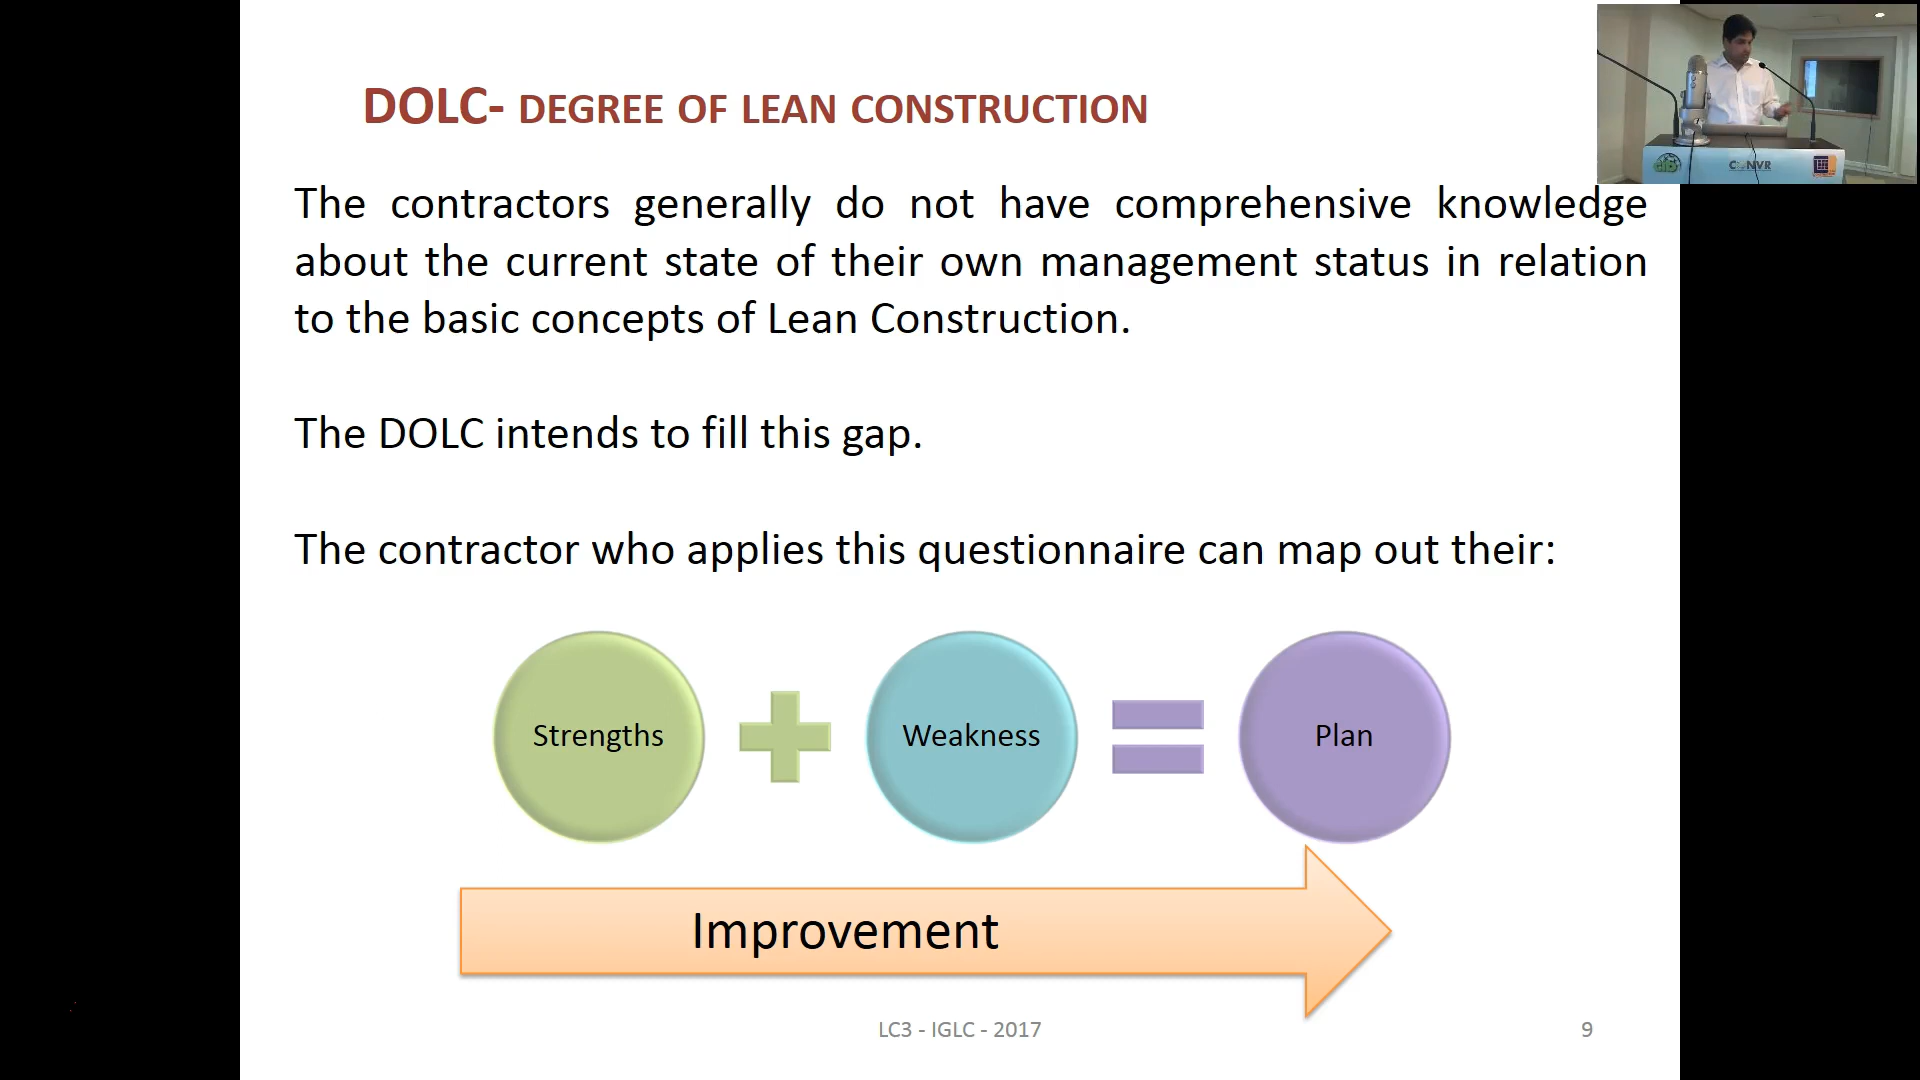 DOLC- DEGREE OF LEAN CONSTRUCTION
The contractors generally do not have comprehensive knowledge
about the current state of their own management status in relation
to the basic concepts of Lean Construction.
The DOLC intends to fill this gap.
The contractor who applies this questionnaire can map out their:
Strengths
Weakness
Plan
Improvement
LC3 - IGLC - 2017
9
CONVR